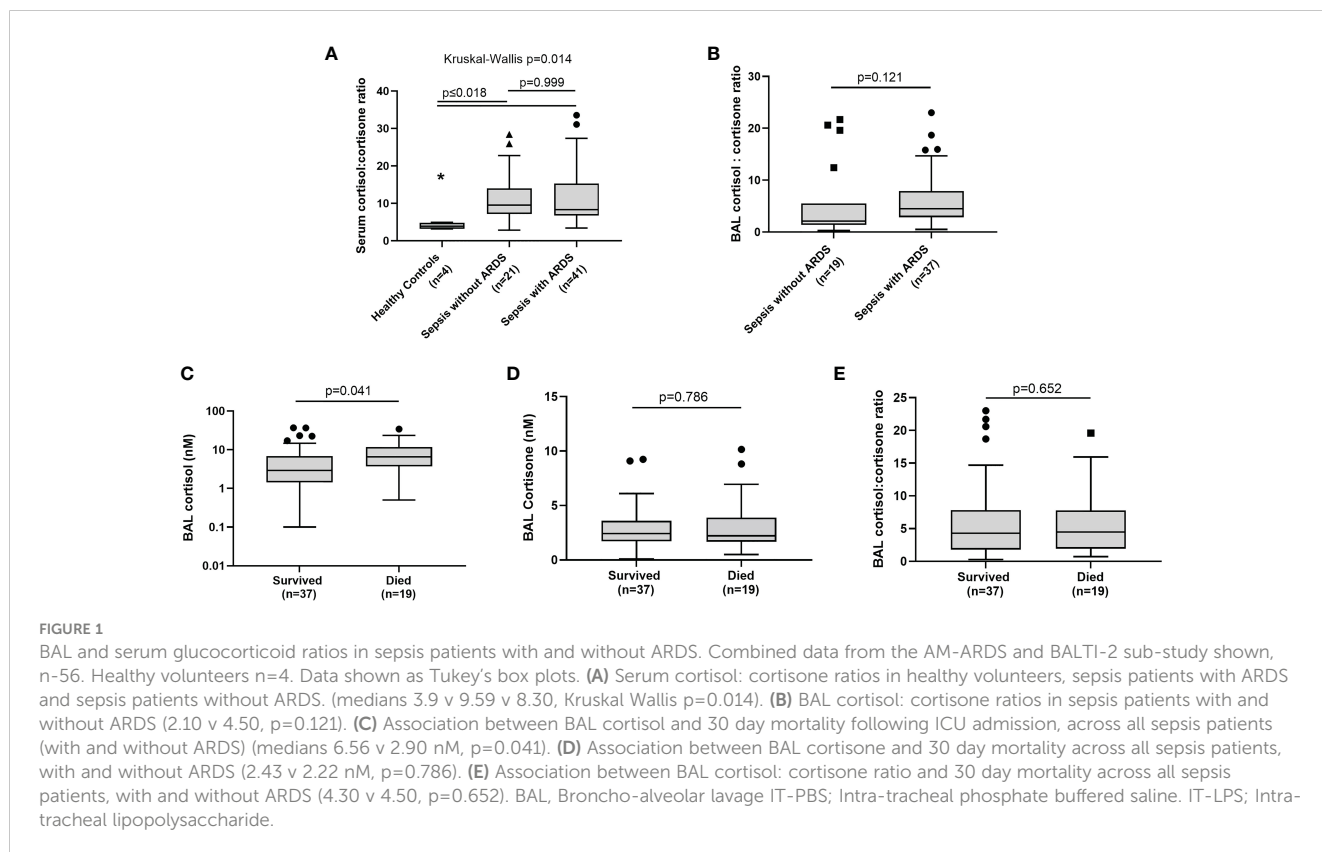 A
Kruskal-Wallis p=0.014
p≤0.018
p=0.999
Serum cortisol:cortisone ratio
40
30
20
10
0
*
Healthy Controls
(n=4)
Sepsis without ARDS
(n=21)
Sepsis with ARDS
(n=41)
B
p=0.121
BAL cortisol : cortisone ratio
30
20
10
0
Sepsis without ARDS
(n=19)
Sepsis with ARDS
(n=37)
C
p=0.041
BAL cortisol (nM)
100
10
1
0.1
0.01
Survived
(n=37)
Died
(n=19)
D
p=0.786
BAL Cortisone (nM)
15
10
5
0
Survived
(n=37)
Died
(n=19)
E
p=0.652
BAL cortisol:cortisone ratio
25
20
15
10
5
0
Survived
(n=37)
Died
(n=19)
FIGURE 1
BAL and serum glucocorticoid ratios in sepsis patients with and without ARDS. Combined data from the AM-ARDS and BALTI-2 sub-study shown,
n-56. Healthy volunteers n=4. Data shown as Tukey's box plots. (A) Serum cortisol: cortisone ratios in healthy volunteers, sepsis patients with ARDS
and sepsis patients without ARDS. (medians 3.9 v 9.59 v 8.30, Kruskal Wallis p=0.014). (B) BAL cortisol: cortisone ratios in sepsis patients with and
without ARDS (2.10 v 4.50, p=0.121). (C) Association between BAL cortisol and 30 day mortality following ICU admission, across all sepsis patients
(with and without ARDS) (medians 6.56 v 2.90 nM, p=0.041). (D) Association between BAL cortisone and 30 day mortality across all sepsis patients,
with and without ARDS (2.43 v 2.22 nM, p=0.786). (E) Association between BAL cortisol: cortisone ratio and 30 day mortality across all sepsis
patients, with and without ARDS (4.30 v 4.50, p=0.652). BAL, Broncho-alveolar lavage IT-PBS; Intra-tracheal phosphate buffered saline. IT-LPS; Intra-
tracheal lipopolysaccharide.